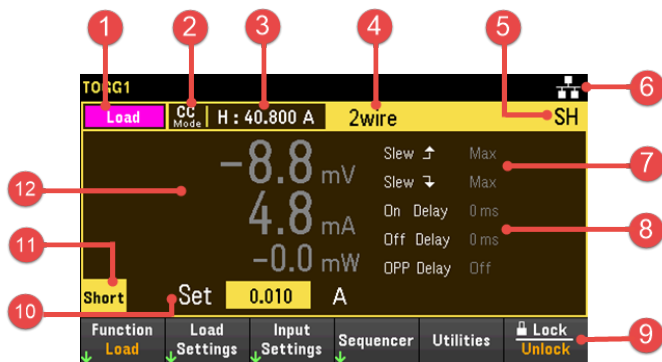 1 2 3 4 5
6
TOGG1
Load CC Mode H : 40.800 A 2wire SH
-8.8 mV
4.8 mA
-0.0 mW
Slew Max
Slew Max
On Delay 0 ms
Off Delay 0 ms
OPP Delay Off
7
8
12
11
Short Set 0.010 A
10
Function Load
Load Settings
Input Settings
Sequencer
Utilities
Lock Unlock
9